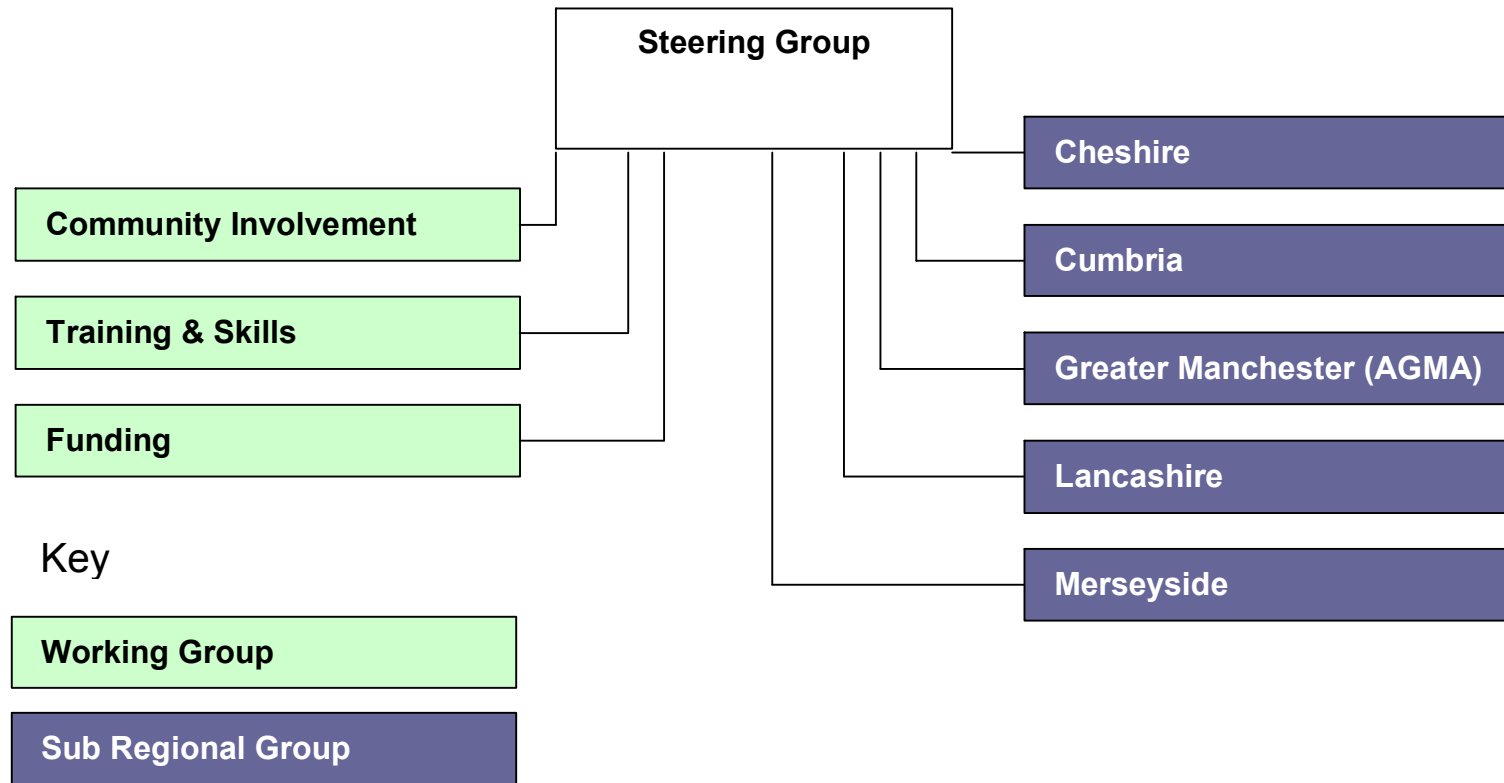 Steering Group
Community Involvement
Training & Skills
Funding
Cheshire
Cumbria
Greater Manchester (AGMA)
Lancashire
Merseyside
Key
Working Group
Sub Regional Group